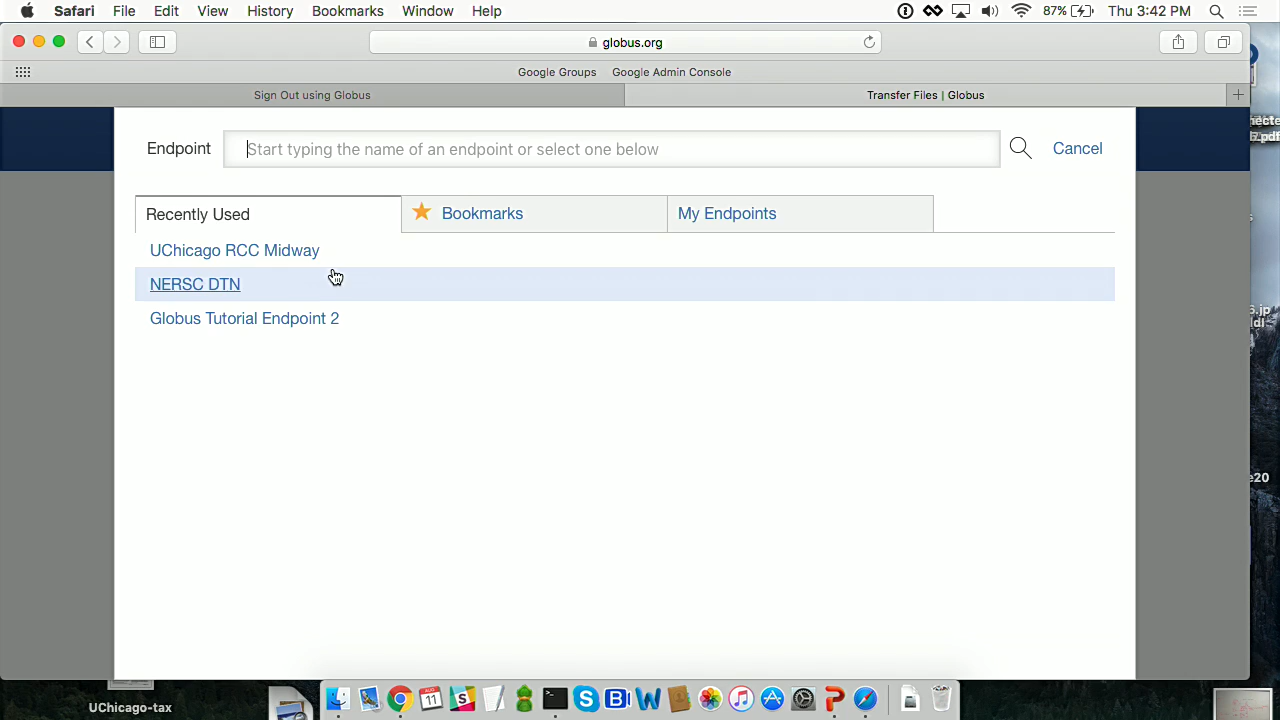 Safari File Edit View History Bookmarks Window Help 87% Thu 3:42 PM
globus.org
Google Groups Google Admin Console
Sign Out using Globus Transfer Files | Globus
Endpoint Start typing the name of an endpoint or select one below Cancel
Recently Used Bookmarks My Endpoints
UChicago RCC Midway
NERSC DTN
Globus Tutorial Endpoint 2
UChicago-tax